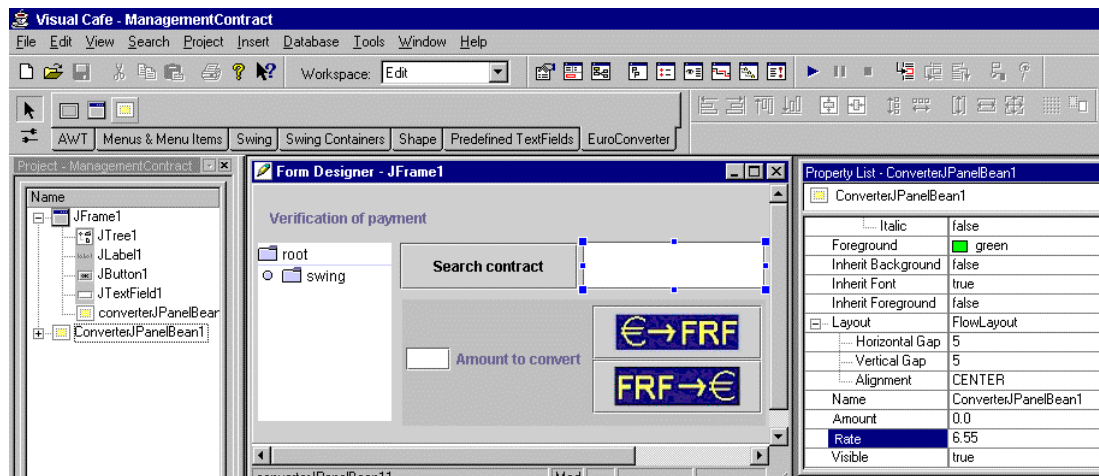 Visual Cafe - ManagementContract
File Edit View Search Project Insert Database Tools Window Help
Workspace: Edit
AWT Menus & Menu Items Swing Swing Containers Shape Predefined TextFields EuroConverter
Project - ManagementContract
Name
JFrame1
JTree1
JLabel1
JButton1
JTextField1
converterJPanelBear
ConverterJPanelBean1
Form Designer - JFrame1
Verification of payment
root
swing
Search contract
Amount to convert
€→FRF
FRF→€
converterJPanelBean11 Mod
Property List - ConverterJPanelBean1
ConverterJPanelBean1
Italic false
Foreground green
Inherit Background false
Inherit Font true
Inherit Foreground false
Layout FlowLayout
Horizontal Gap 5
Vertical Gap 5
Alignment CENTER
Name ConverterJPanelBean1
Amount 0.0
Rate 6.55
Visible true